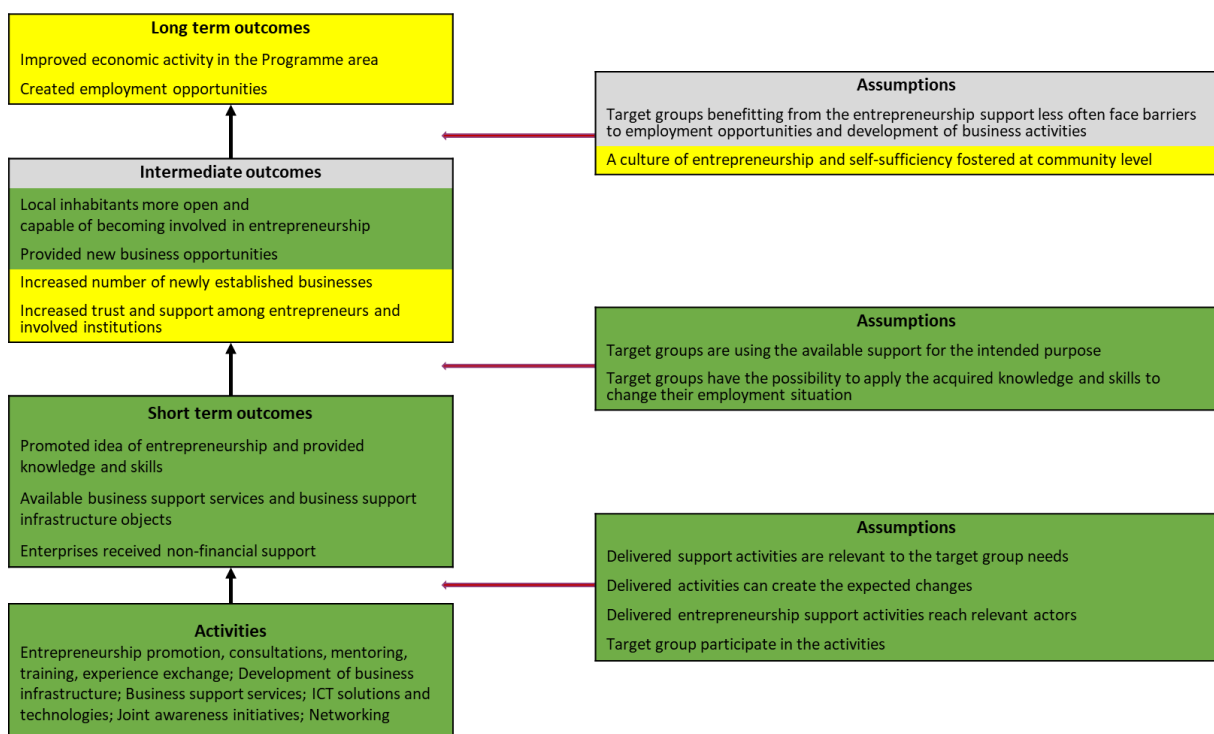 Long term outcomes
Improved economic activity in the Programme area
Created employment opportunities
Assumptions
Target groups benefitting from the entrepreneurship support less often face barriers
to employment opportunities and development of business activities
A culture of entrepreneurship and self-sufficiency fostered at community level
Intermediate outcomes
Local inhabitants more open and
capable of becoming involved in entrepreneurship
Provided new business opportunities
Increased number of newly established businesses
Increased trust and support among entrepreneurs and
involved institutions
Assumptions
Target groups are using the available support for the intended purpose
Target groups have the possibility to apply the acquired knowledge and skills to
change their employment situation
Short term outcomes
Promoted idea of entrepreneurship and provided
knowledge and skills
Available business support services and business support
infrastructure objects
Enterprises received non-financial support
Assumptions
Delivered support activities are relevant to the target group needs
Delivered activities can create the expected changes
Delivered entrepreneurship support activities reach relevant actors
Target group participate in the activities
Activities
Entrepreneurship promotion, consultations, mentoring,
training, experience exchange; Development of business
infrastructure; Business support services; ICT solutions and
technologies; Joint awareness initiatives; Networking